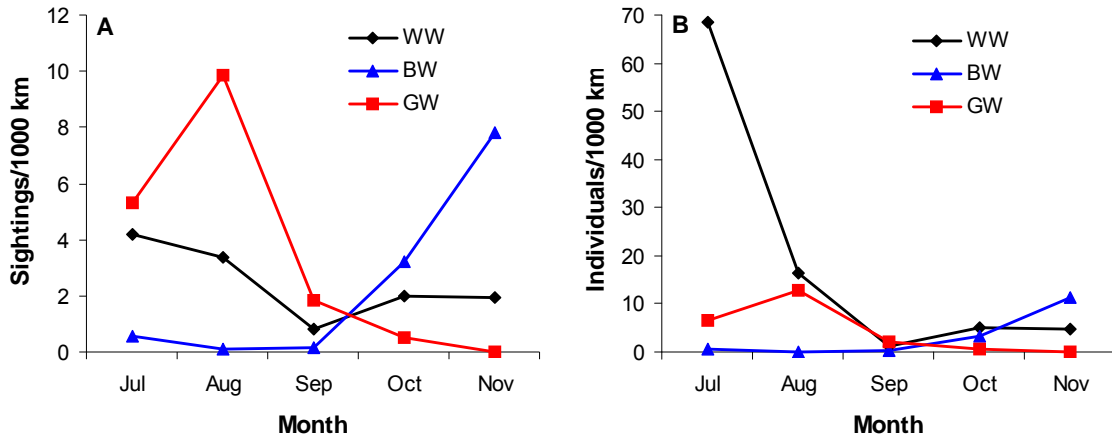 A
12
10
8
6
4
2
0
Sightings/1000 km
WW
BW
GW
Jul Aug Sep Oct Nov
Month
B
70
60
50
40
30
20
10
0
Individuals/1000 km
WW
BW
GW
Jul Aug Sep Oct Nov
Month